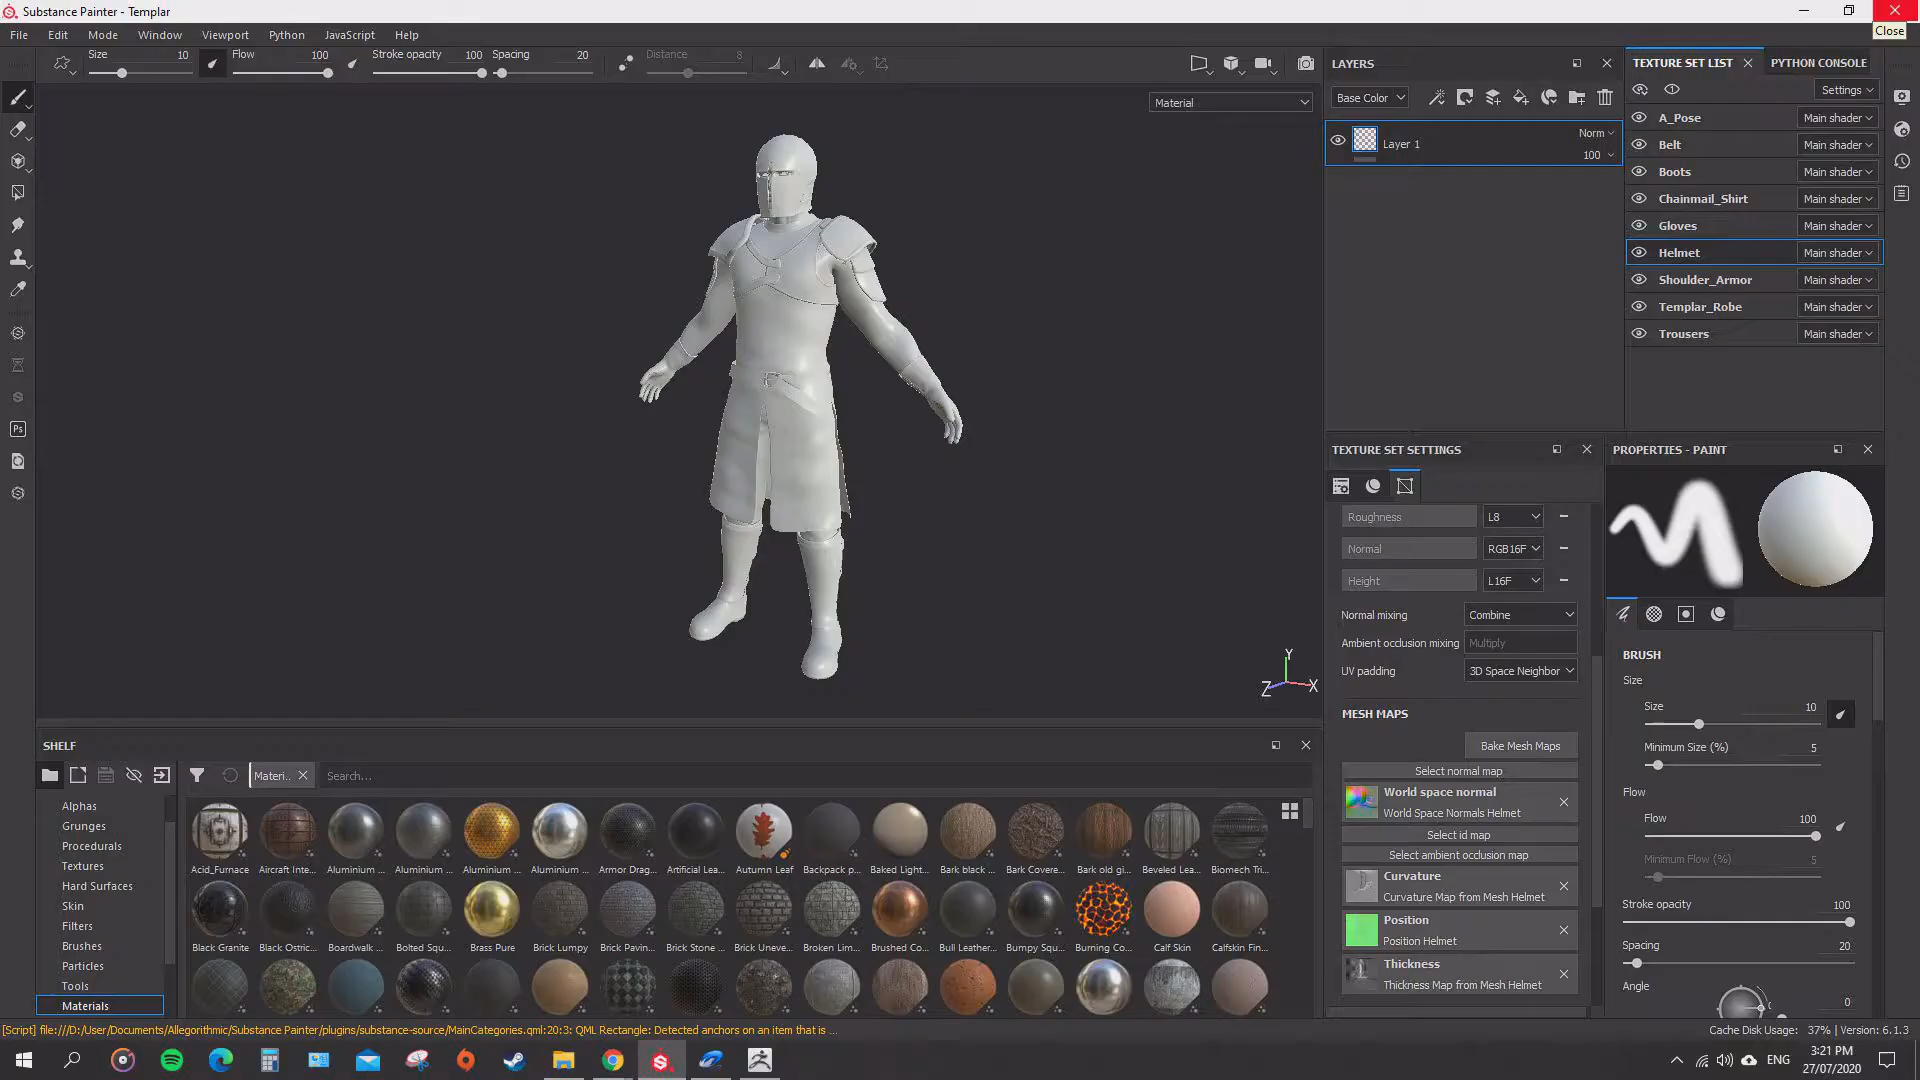 Substance Painter - Templar
Close
File Edit Mode Window Viewport Python JavaScript Help
Size 10 Flow 100 Stroke opacity 100 Spacing 20 Distance 8
Material
LAYERS
Base Color
Layer 1
Norm
100
TEXTURE SET LIST
PYTHON CONSOLE
Settings
A_Pose Main shader
Belt Main shader
Boots Main shader
Chainmail_Shirt Main shader
Gloves Main shader
Helmet Main shader
Shoulder_Armor Main shader
Templar_Robe Main shader
Trousers Main shader
Y
Z
X
TEXTURE SET SETTINGS
Roughness L8
Normal RGB16F
Height L16F
Normal mixing Combine
Ambient occlusion mixing Multiply
UV padding 3D Space Neighbor
MESH MAPS
Bake Mesh Maps
Select normal map
World space normal
World Space Normals Helmet
Select id map
Select ambient occlusion map
Curvature
Curvature Map from Mesh Helmet
Position
Position Helmet
Thickness
Thickness Map from Mesh Helmet
PROPERTIES - PAINT
BRUSH
Size
Size 10
Minimum Size (%) 5
Flow
Flow 100
Minimum Flow (%) 5
Stroke opacity 100
Spacing 20
Angle 0
SHELF
Materi..
Search...
Alphas
Grunges
Procedurals
Textures
Hard Surfaces
Skin
Filters
Brushes
Particles
Tools
Materials
Acid_Furnace Aircraft Inte... Aluminium ... Aluminium ... Aluminium ... Aluminium ... Armor Drag... Artificial Lea... Autumn Leaf Backpack p... Baked Light... Bark black ... Bark Covere... Bark old gi... Beveled Lea... Biomech Tri...
Black Granite Black Ostric... Boardwalk ... Bolted Squ... Brass Pure Brick Lumpy Brick Pavin... Brick Stone ... Brick Uneve... Broken Lim... Brushed Co... Bull Leather... Bumpy Squ... Burning Co... Calf Skin Calfskin Fin...
[Script] file:///D:/User/Documents/Allegorithmic/Substance Painter/plugins/substance-source/MainCategories.qml:20:3: QML Rectangle: Detected anchors on an item that is ...
Cache Disk Usage: 37% | Version: 6.1.3
Ps
ENG
3:21 PM
27/07/2020